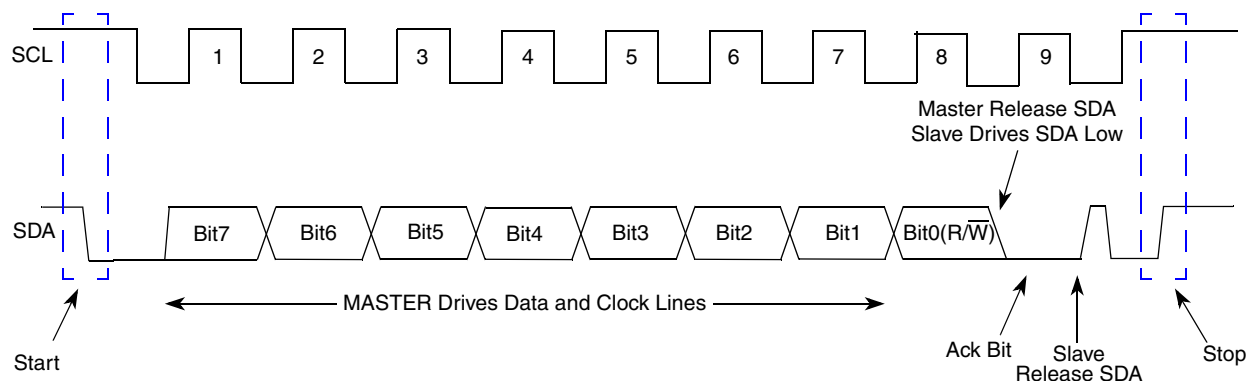 SCL
1 2 3 4 5 6 7 8 9
Master Release SDA
Slave Drives SDA Low
SDA
Bit7 Bit6 Bit5 Bit4 Bit3 Bit2 Bit1 Bit0(R/W̅)
MASTER Drives Data and Clock Lines
Start
Ack Bit
Slave
Release SDA
Stop